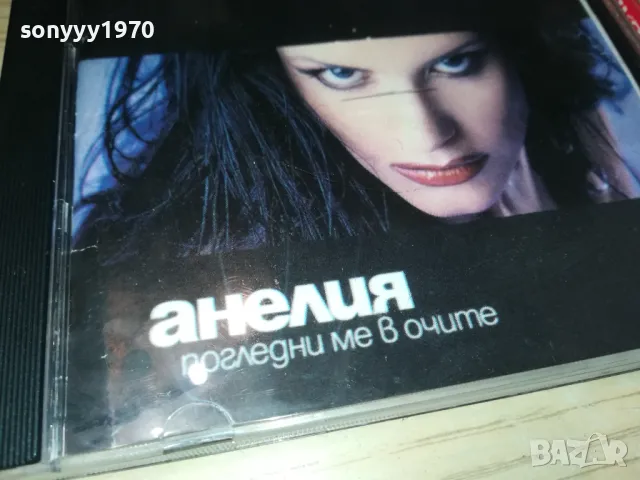 sonyyy1970
анелия
погледни ме в очите
BAZAR